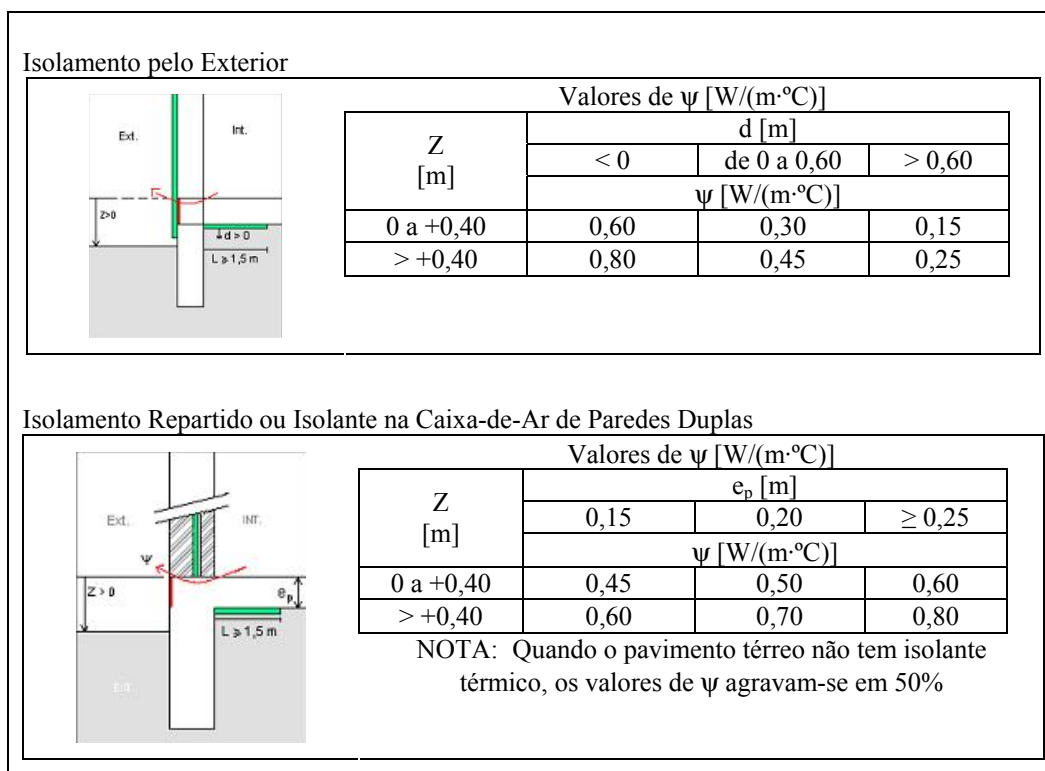 Isolamento pelo Exterior
Ext.
Int.
Z>0
d > 0
L ⩾ 1,5 m
Valores de ψ [W/(m·ºC)]
Z
[m]
d [m]
< 0 de 0 a 0,60 > 0,60
ψ [W/(m·ºC)]
0 a +0,40 0,60 0,30 0,15
> +0,40 0,80 0,45 0,25
Isolamento Repartido ou Isolante na Caixa-de-Ar de Paredes Duplas
Ext.
INT.
ψ
Z > 0
eₚ
L ⩾ 1,5 m
Valores de ψ [W/(m·ºC)]
Z
[m]
eₚ [m]
0,15 0,20 ≥ 0,25
ψ [W/(m·ºC)]
0 a +0,40 0,45 0,50 0,60
> +0,40 0,60 0,70 0,80
NOTA: Quando o pavimento térreo não tem isolante
térmico, os valores de ψ agravam-se em 50%